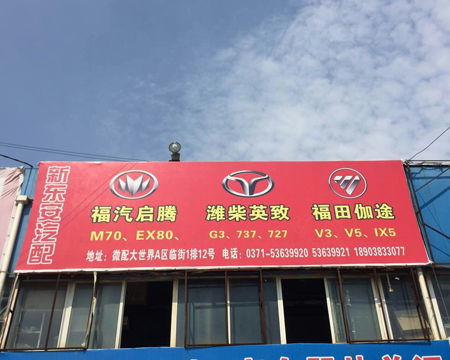 新东安汽配
福汽启腾 潍柴英致 福田伽途
M70、EX80、 G3、737、727 V3、V5、IX5
地址：微配大世界A区临街1排12号 电话：0371-53639920 53639921 18903833077